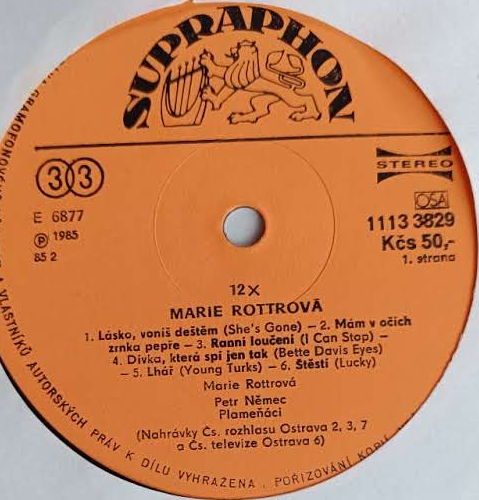 SUPRAPHON
33
STEREO
E 6877
℗ 1985
85 2
OSA
1113 3829
Kčs 50,-
1. strana
12×
MARIE ROTTROVÁ
1. Lásko, voníš deštěm (She's Gone) – 2. Mám v očích
zrnka pepře – 3. Ranní loučení (I Can Stop) –
4. Dívka, která spí jen tak (Bette Davis Eyes)
– 5. Lhář (Young Turks) – 6. Štěstí (Lucky)
Marie Rottrová
Petr Němec
Plameňáci
(Nahrávky Čs. rozhlasu Ostrava 2, 3, 7
a Čs. televize Ostrava 6)
A VLASTNÍKŮ AUTORSKÝCH PRÁV K DÍLU VYHRAŽENA . POŘIZOVÁNÍ KOPIÍ